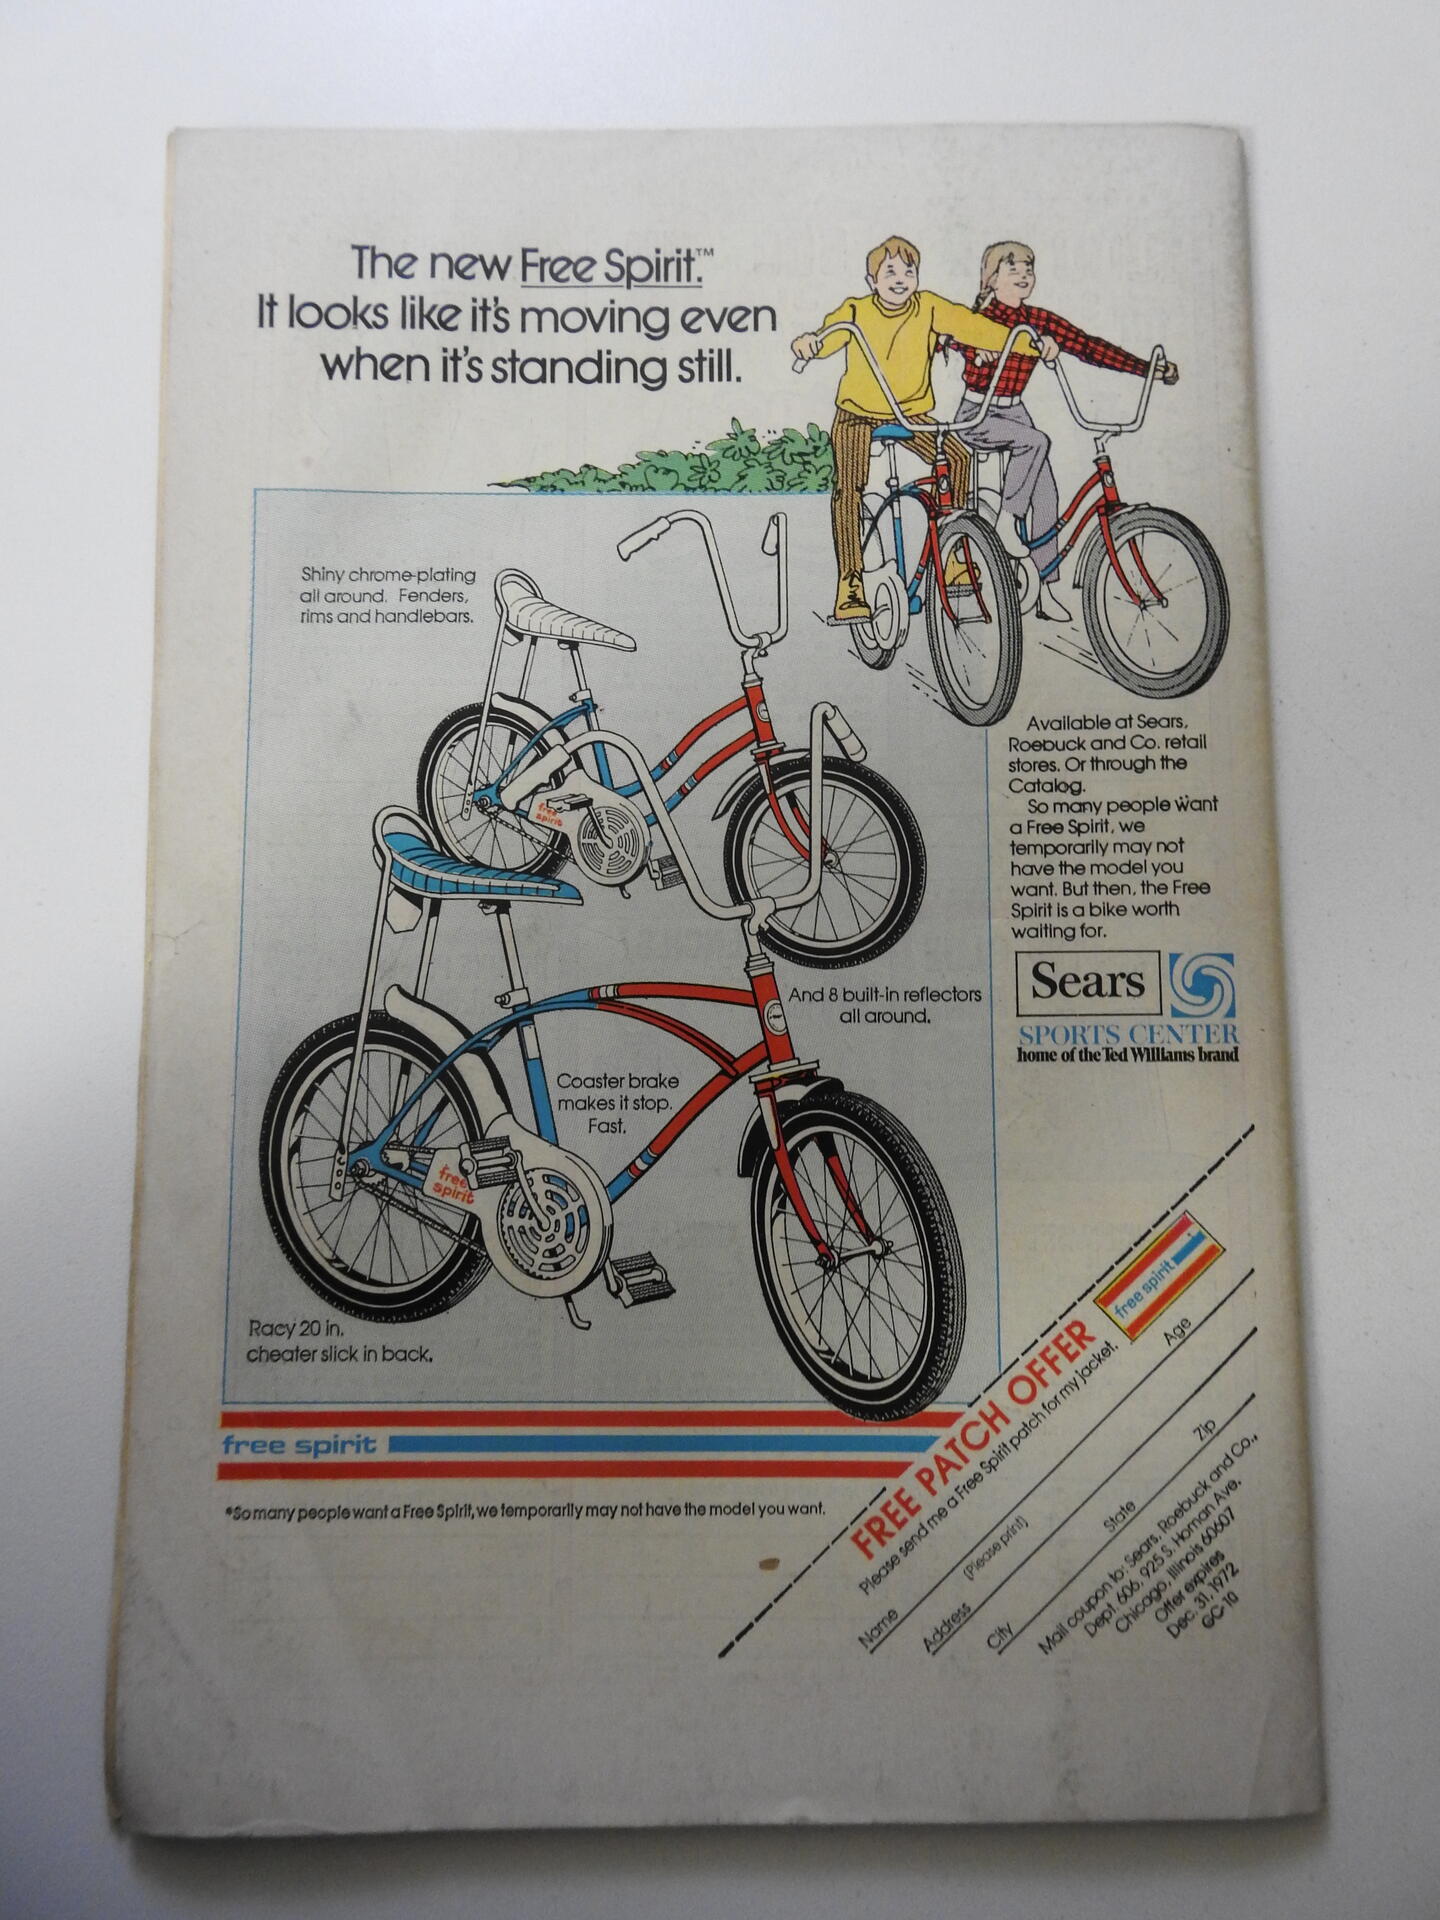 The new Free Spirit.™
It looks like it's moving even
when it's standing still.
Shiny chrome-plating
all around. Fenders,
rims and handlebars.
free
spirit
And 8 built-in reflectors
all around.
Coaster brake
makes it stop.
Fast.
free
spirit
Racy 20 in.
cheater slick in back.
Available at Sears,
Roebuck and Co. retail
stores. Or through the
Catalog.
So many people want
a Free Spirit, we
temporarily may not
have the model you
want. But then, the Free
Spirit is a bike worth
waiting for.
Sears
SPORTS CENTER
home of the Ted Williams brand
free spirit
*So many people want a Free Spirit, we temporarily may not have the model you want.
free spirit
FREE PATCH OFFER
Please send me a Free Spirit patch for my jacket.
Name (Please print) Age
Address
City State Zip
Mail coupon to: Sears, Roebuck and Co.,
Dept. 606, 925 S. Homan Ave.
Chicago, Illinois 60607
Offer expires
Dec. 31, 1972
GC-10